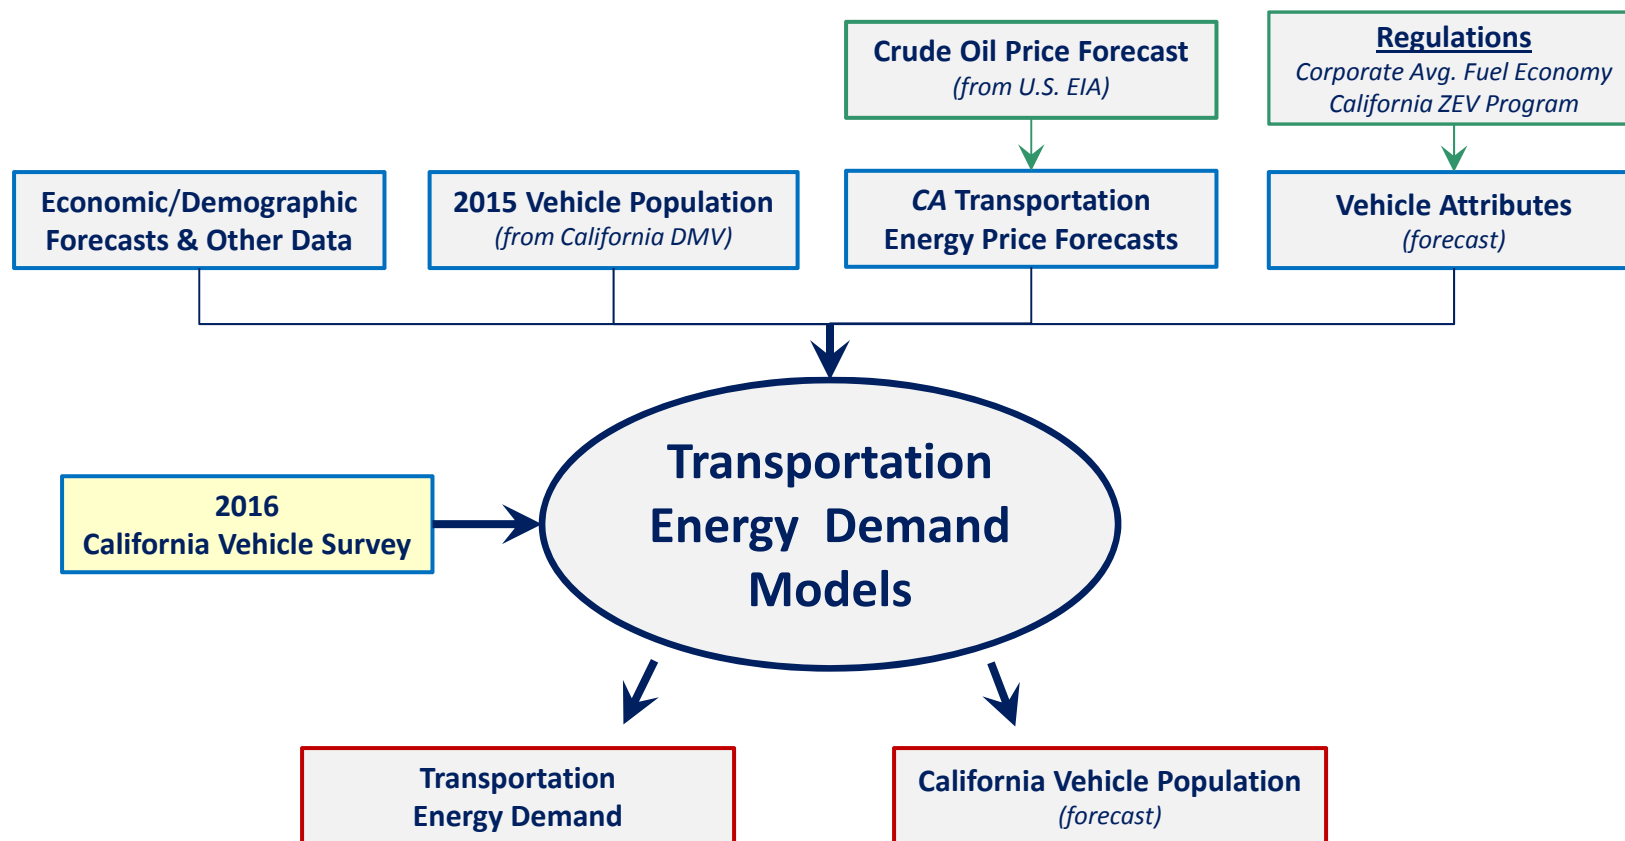 Crude Oil Price Forecast
(from U.S. EIA)
Regulations
Corporate Avg. Fuel Economy
California ZEV Program
Economic/Demographic
Forecasts & Other Data
2015 Vehicle Population
(from California DMV)
CA Transportation
Energy Price Forecasts
Vehicle Attributes
(forecast)
Transportation
Energy Demand
Models
2016
California Vehicle Survey
Transportation
Energy Demand
California Vehicle Population
(forecast)